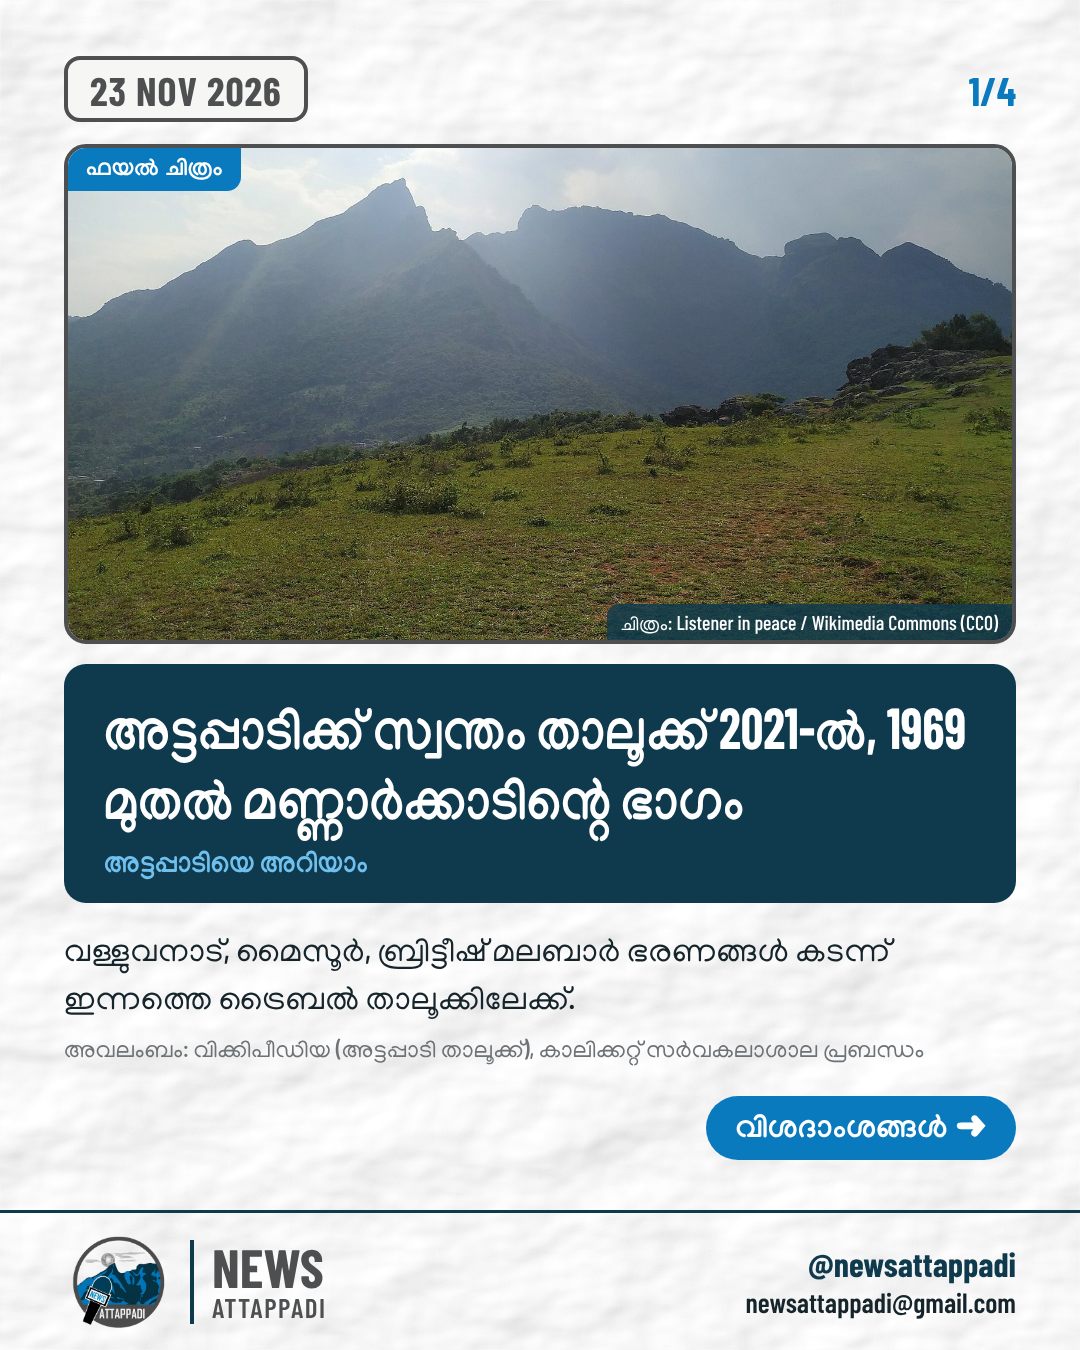 23 NOV 2026
1/4
ഫയൽ ചിത്രം
ചിത്രം: Listener in peace / Wikimedia Commons (CC0)
അട്ടപ്പാടിക്ക് സ്വന്തം താലൂക്ക് 2021-ൽ, 1969
മുതൽ മണ്ണാർക്കാടിന്റെ ഭാഗം
അട്ടപ്പാടിയെ അറിയാം
വള്ളുവനാട്, മൈസൂർ, ബ്രിട്ടീഷ് മലബാർ ഭരണങ്ങൾ കടന്ന്
ഇന്നത്തെ ട്രൈബൽ താലൂക്കിലേക്ക്.
അവലംബം: വിക്കിപീഡിയ (അട്ടപ്പാടി താലൂക്ക്), കാലിക്കറ്റ് സർവകലാശാല പ്രബന്ധം
വിശദാംശങ്ങൾ ➜
NEWS
ATTAPPADI
NEWS
ATTAPPADI
@newsattappadi
newsattappadi@gmail.com